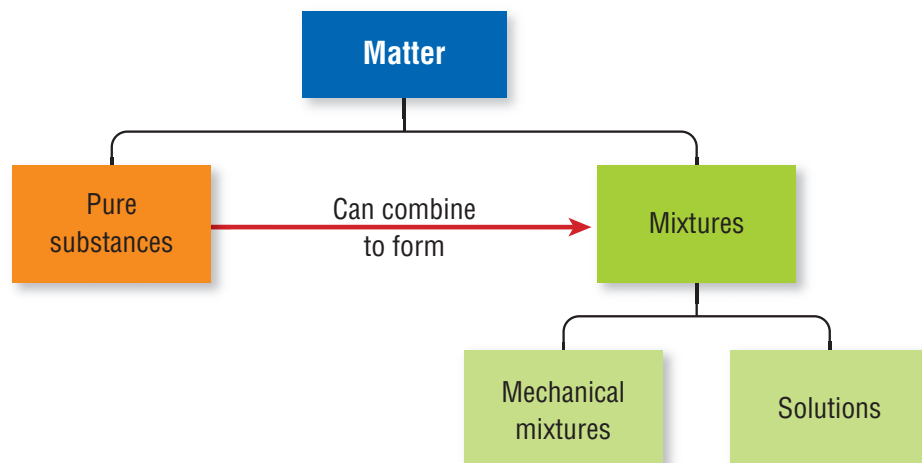 Matter
Pure
substances
Can combine
to form
Mixtures
Mechanical
mixtures
Solutions